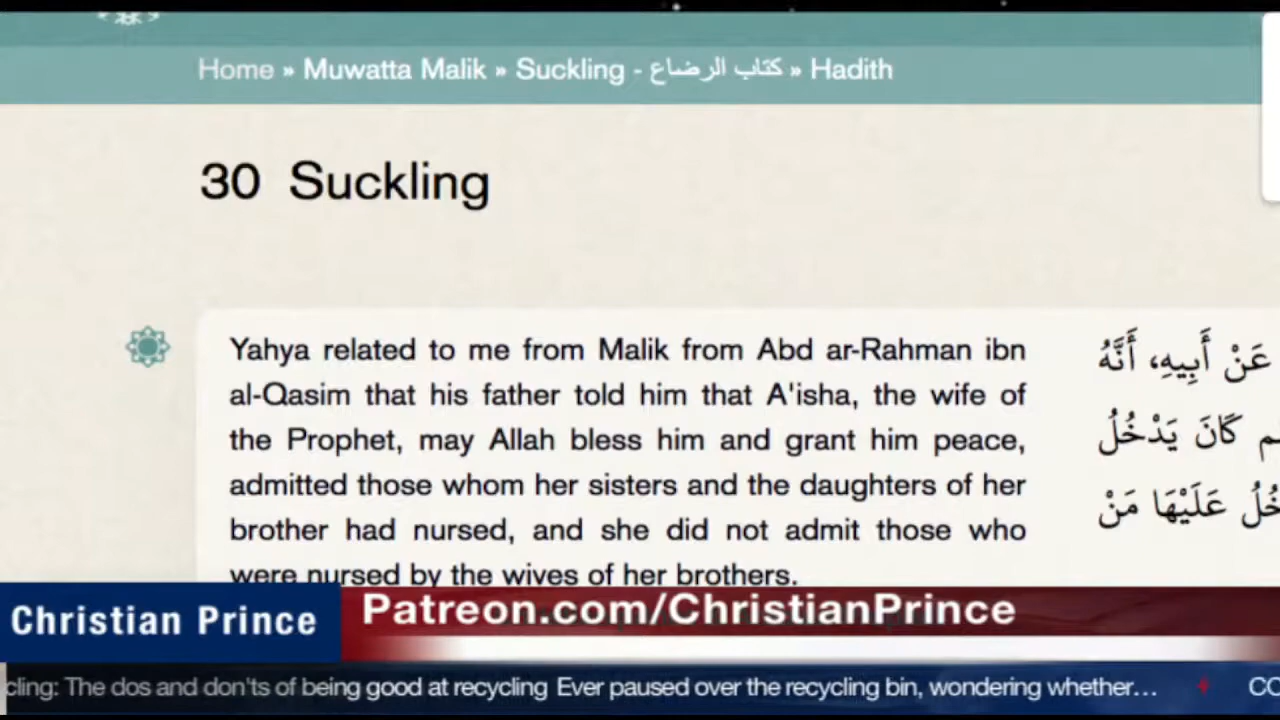 Home » Muwatta Malik » Suckling - كتاب الرضاع » Hadith
30 Suckling
Yahya related to me from Malik from Abd ar-Rahman ibn
al-Qasim that his father told him that A'isha, the wife of
the Prophet, may Allah bless him and grant him peace,
admitted those whom her sisters and the daughters of her
brother had nursed, and she did not admit those who
were nursed by the wives of her brothers.
عَنْ أَبِيهِ، أَنَّهُ
كَانَ يَدْخُلُ
عَلَيْهَا مَنْ
Christian Prince
Patreon.com/ChristianPrince
cling: The dos and don'ts of being good at recycling Ever paused over the recycling bin, wondering whether...